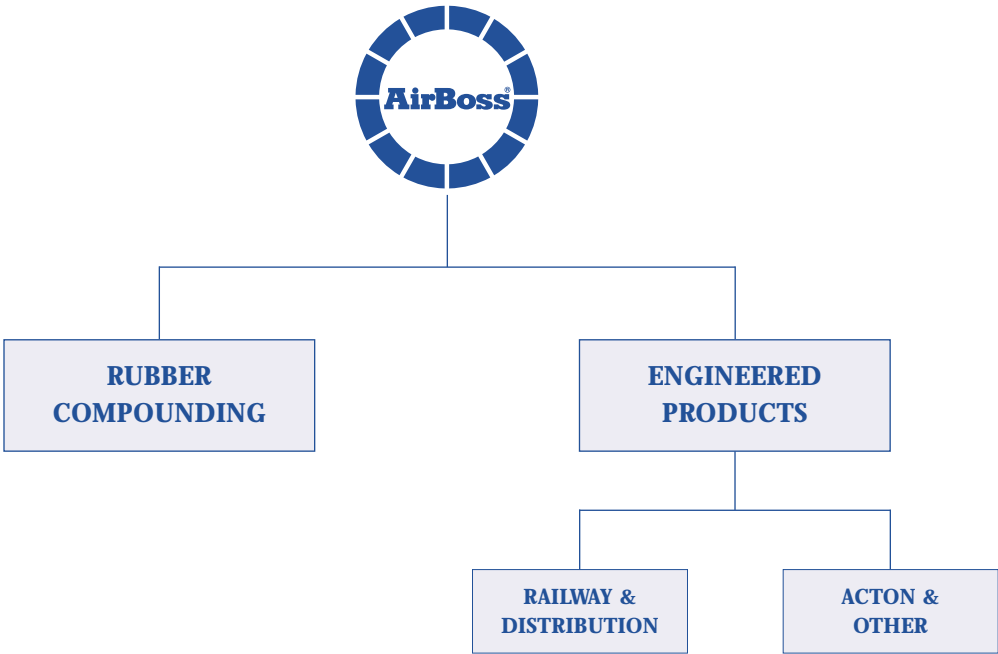 AirBoss®
RUBBER
COMPOUNDING
ENGINEERED
PRODUCTS
RAILWAY &
DISTRIBUTION
ACTON &
OTHER